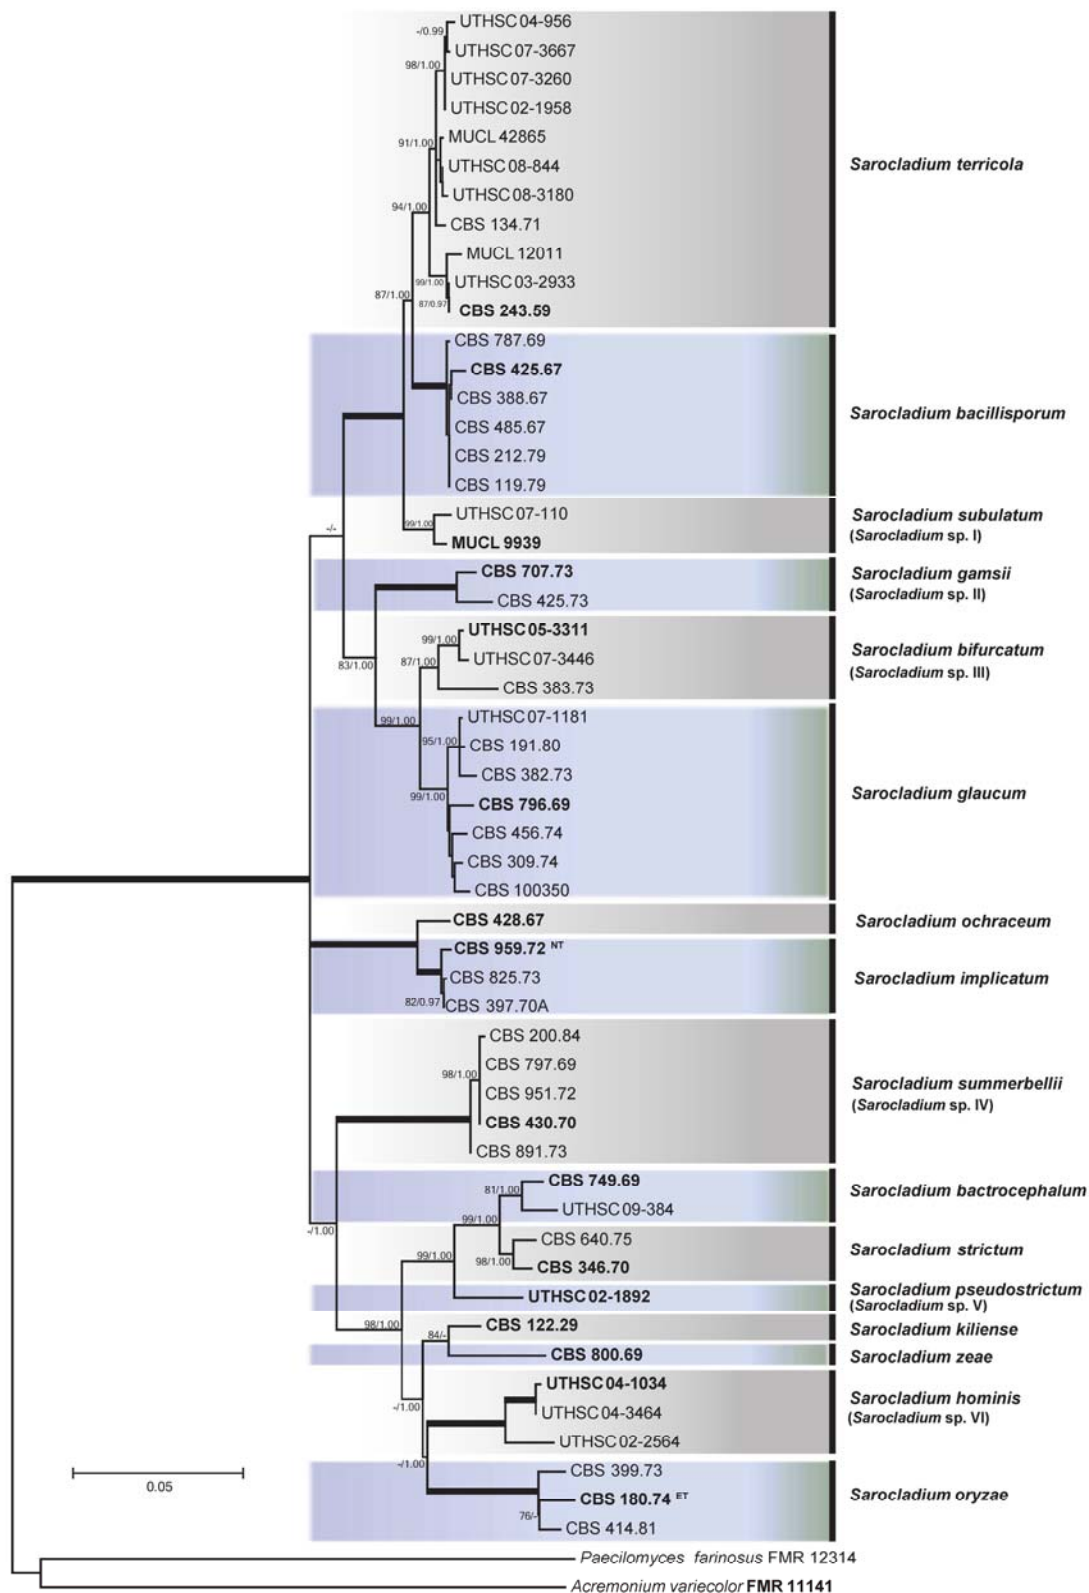 UTHSC 04-956
-/0.99
UTHSC 07-3667
98/1.00
UTHSC 07-3260
UTHSC 02-1958
MUCL 42865
91/1.00
UTHSC 08-844
Sarocladium terricola
UTHSC 08-3180
94/1.00
CBS 134.71
MUCL 12011
99/1.00
UTHSC 03-2933
87/1.00
87/0.97
CBS 243.59
CBS 787.69
CBS 425.67
CBS 388.67
Sarocladium bacillisporum
CBS 485.67
CBS 212.79
CBS 119.79
UTHSC 07-110
Sarocladium subulatum
99/1.00
-/-
(Sarocladium sp. I)
MUCL 9939
CBS 707.73
Sarocladium gamsii
(Sarocladium sp. II)
CBS 425.73
UTHSC 05-3311
99/1.00
Sarocladium bifurcatum
87/1.00
UTHSC 07-3446
83/1.00
(Sarocladium sp. III)
CBS 383.73
UTHSC 07-1181
99/1.00
95/1.00
CBS 191.80
CBS 382.73
Sarocladium glaucum
99/1.00
CBS 796.69
CBS 456.74
CBS 309.74
CBS 100350
CBS 428.67
Sarocladium ochraceum
CBS 959.72 NT
CBS 825.73
Sarocladium implicatum
82/0.97
CBS 397.70A
CBS 200.84
CBS 797.69
98/1.00
Sarocladium summerbellii
CBS 951.72
(Sarocladium sp. IV)
CBS 430.70
CBS 891.73
CBS 749.69
81/1.00
Sarocladium bactrocephalum
UTHSC 09-384
99/1.00
-/1.00
CBS 640.75
Sarocladium strictum
99/1.00
98/1.00
CBS 346.70
Sarocladium pseudostrictum
UTHSC 02-1892
(Sarocladium sp. V)
98/1.00
CBS 122.29
Sarocladium kiliense
84/-
CBS 800.69
Sarocladium zeae
UTHSC 04-1034
Sarocladium hominis
-/1.00
UTHSC 04-3464
(Sarocladium sp. VI)
UTHSC 02-2564
-/1.00
CBS 399.73
0.05
CBS 180.74 ET
Sarocladium oryzae
76/-
CBS 414.81
Paecilomyces farinosus FMR 12314
Acremonium variecolor FMR 11141